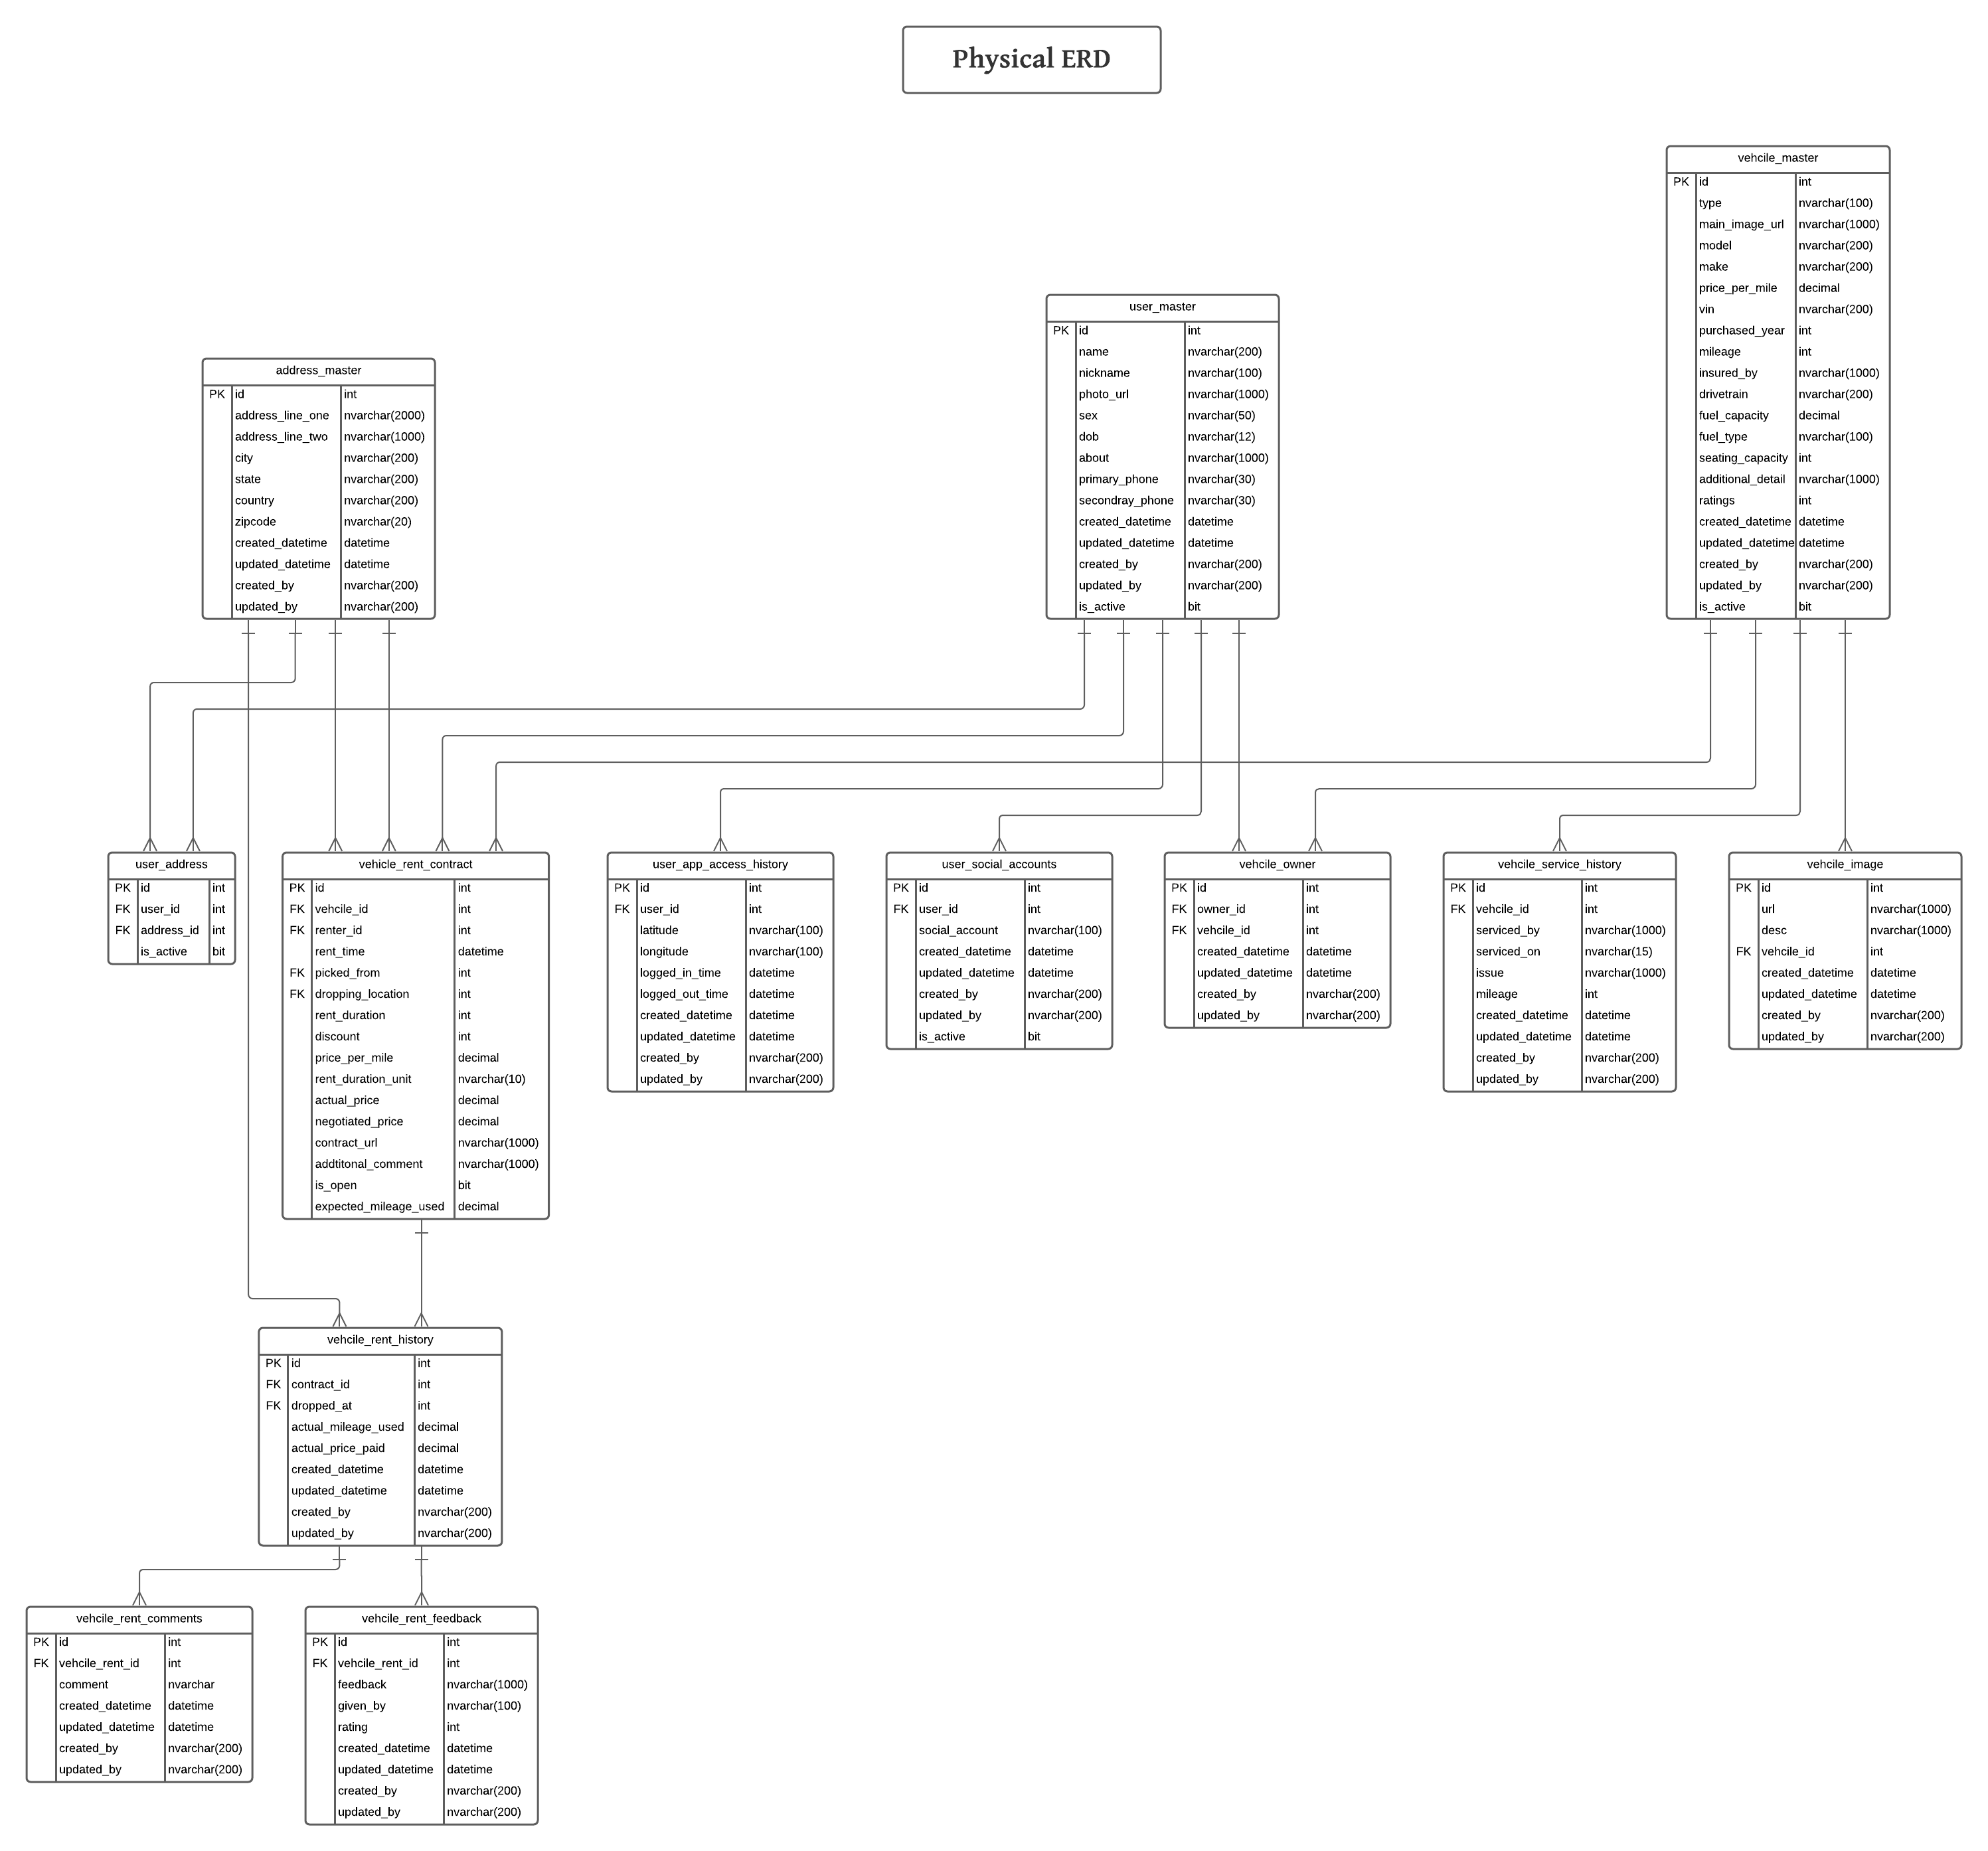 Physical ERD
vehcile_master
PK id int
type nvarchar(100)
main_image_url nvarchar(1000)
model nvarchar(200)
make nvarchar(200)
price_per_mile decimal
vin nvarchar(200)
purchased_year int
mileage int
insured_by nvarchar(1000)
drivetrain nvarchar(200)
fuel_capacity decimal
fuel_type nvarchar(100)
seating_capacity int
additional_detail nvarchar(1000)
ratings int
created_datetime datetime
updated_datetime datetime
created_by nvarchar(200)
updated_by nvarchar(200)
is_active bit
user_master
PK id int
name nvarchar(200)
nickname nvarchar(100)
photo_url nvarchar(1000)
sex nvarchar(50)
dob nvarchar(12)
about nvarchar(1000)
primary_phone nvarchar(30)
secondray_phone nvarchar(30)
created_datetime datetime
updated_datetime datetime
created_by nvarchar(200)
updated_by nvarchar(200)
is_active bit
address_master
PK id int
address_line_one nvarchar(2000)
address_line_two nvarchar(1000)
city nvarchar(200)
state nvarchar(200)
country nvarchar(200)
zipcode nvarchar(20)
created_datetime datetime
updated_datetime datetime
created_by nvarchar(200)
updated_by nvarchar(200)
user_address
PK id int
FK user_id int
FK address_id int
is_active bit
vehicle_rent_contract
PK id int
FK vehcile_id int
FK renter_id int
rent_time datetime
FK picked_from int
FK dropping_location int
rent_duration int
discount int
price_per_mile decimal
rent_duration_unit nvarchar(10)
actual_price decimal
negotiated_price decimal
contract_url nvarchar(1000)
addtitonal_comment nvarchar(1000)
is_open bit
expected_mileage_used decimal
user_app_access_history
PK id int
FK user_id int
latitude nvarchar(100)
longitude nvarchar(100)
logged_in_time datetime
logged_out_time datetime
created_datetime datetime
updated_datetime datetime
created_by nvarchar(200)
updated_by nvarchar(200)
user_social_accounts
PK id int
FK user_id int
social_account nvarchar(100)
created_datetime datetime
updated_datetime datetime
created_by nvarchar(200)
updated_by nvarchar(200)
is_active bit
vehcile_owner
PK id int
FK owner_id int
FK vehcile_id int
created_datetime datetime
updated_datetime datetime
created_by nvarchar(200)
updated_by nvarchar(200)
vehcile_service_history
PK id int
FK vehcile_id int
serviced_by nvarchar(1000)
serviced_on nvarchar(15)
issue nvarchar(1000)
mileage int
created_datetime datetime
updated_datetime datetime
created_by nvarchar(200)
updated_by nvarchar(200)
vehcile_image
PK id int
url nvarchar(1000)
desc nvarchar(1000)
FK vehcile_id int
created_datetime datetime
updated_datetime datetime
created_by nvarchar(200)
updated_by nvarchar(200)
vehcile_rent_history
PK id int
FK contract_id int
FK dropped_at int
actual_mileage_used decimal
actual_price_paid decimal
created_datetime datetime
updated_datetime datetime
created_by nvarchar(200)
updated_by nvarchar(200)
vehcile_rent_comments
PK id int
FK vehcile_rent_id int
comment nvarchar
created_datetime datetime
updated_datetime datetime
created_by nvarchar(200)
updated_by nvarchar(200)
vehcile_rent_feedback
PK id int
FK vehcile_rent_id int
feedback nvarchar(1000)
given_by nvarchar(100)
rating int
created_datetime datetime
updated_datetime datetime
created_by nvarchar(200)
updated_by nvarchar(200)